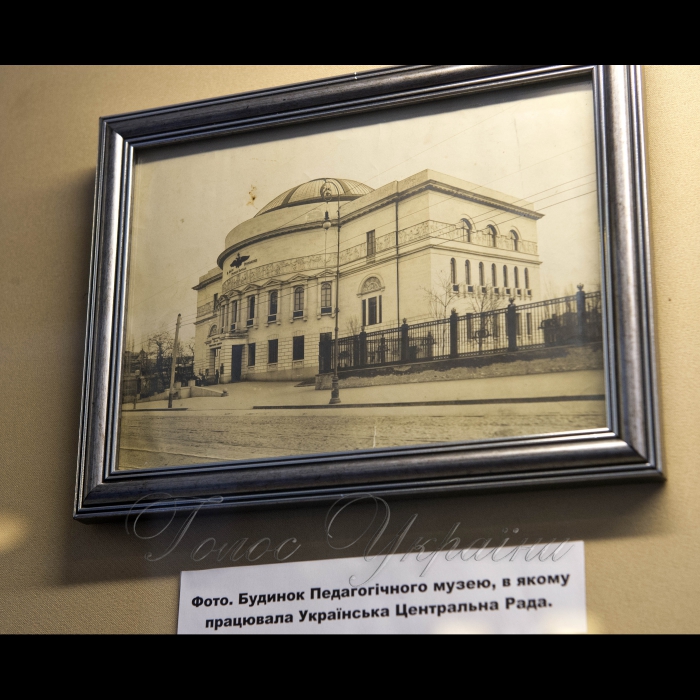 Голос України
Фото. Будинок Педагогічного музею, в якому
працювала Українська Центральна Рада.